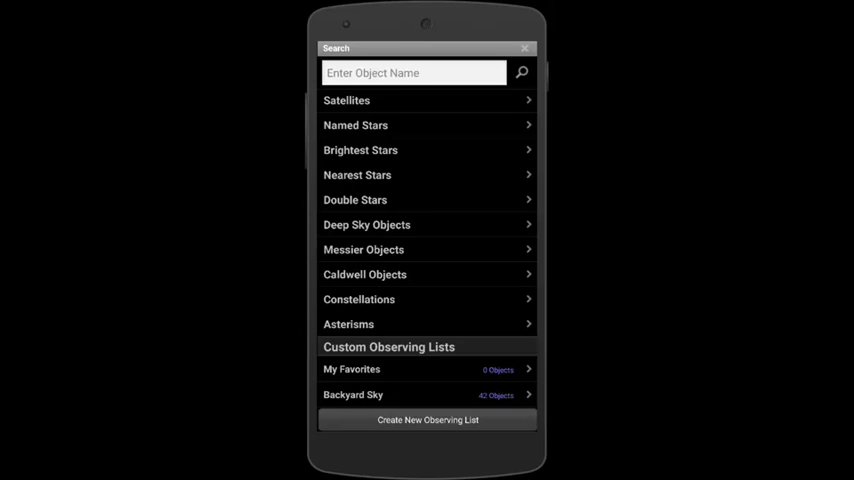 Search
Enter Object Name
Satellites
Named Stars
Brightest Stars
Nearest Stars
Double Stars
Deep Sky Objects
Messier Objects
Caldwell Objects
Constellations
Asterisms
Custom Observing Lists
My Favorites 0 Objects
Backyard Sky 42 Objects
Create New Observing List